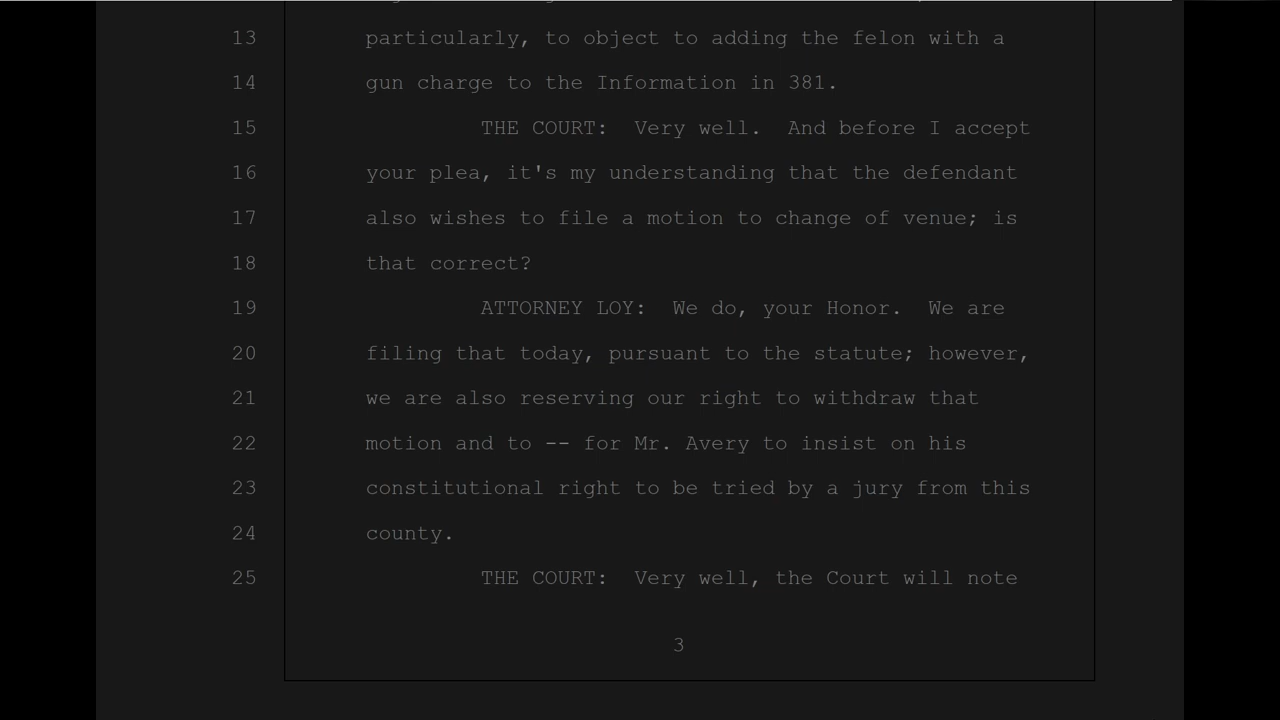 13 particularly, to object to adding the felon with a
14 gun charge to the Information in 381.
15 THE COURT: Very well. And before I accept
16 your plea, it's my understanding that the defendant
17 also wishes to file a motion to change of venue; is
18 that correct?
19 ATTORNEY LOY: We do, your Honor. We are
20 filing that today, pursuant to the statute; however,
21 we are also reserving our right to withdraw that
22 motion and to -- for Mr. Avery to insist on his
23 constitutional right to be tried by a jury from this
24 county.
25 THE COURT: Very well, the Court will note
3